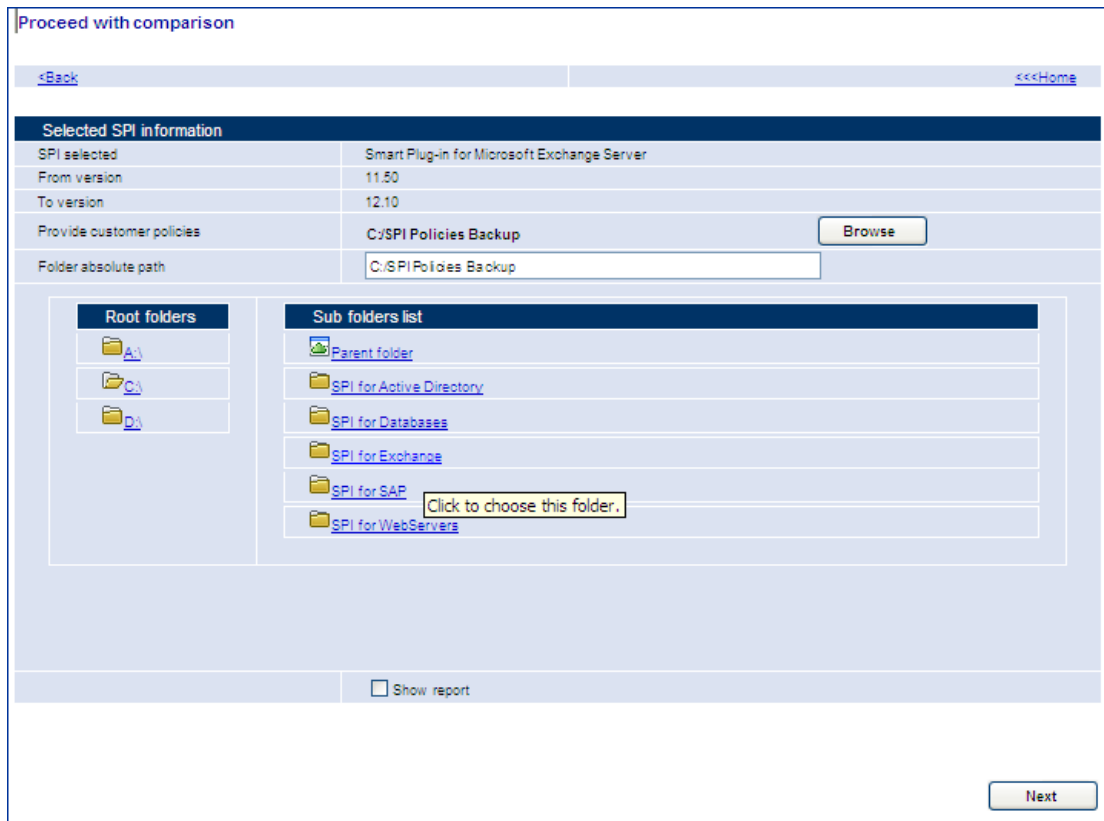 Proceed with comparison
<Back <<<Home
Selected SPI information
SPI selected Smart Plug-in for Microsoft Exchange Server
From version 11.50
To version 12.10
Provide customer policies C:/SPI Policies Backup Browse
Folder absolute path C:/SPI Policies Backup
Root folders Sub folders list
A:\ Parent folder
C:\ SPI for Active Directory
D:\ SPI for Databases
SPI for Exchange
SPI for SAP
Click to choose this folder.
SPI for WebServers
Show report
Next